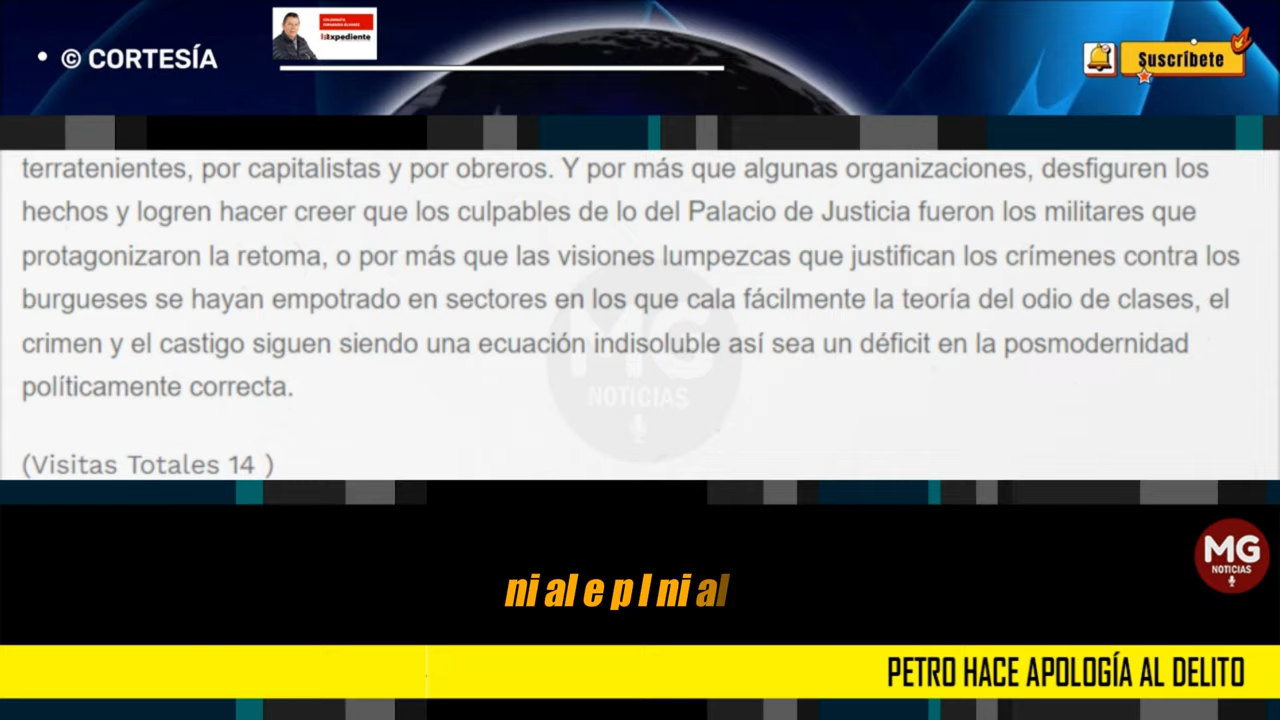 • © CORTESÍA
COLUMNISTA
FERNANDO ÁLVAREZ
Expediente
Suscríbete
terratenientes, por capitalistas y por obreros. Y por más que algunas organizaciones, desfiguren los
hechos y logren hacer creer que los culpables de lo del Palacio de Justicia fueron los militares que
protagonizaron la retoma, o por más que las visiones lumpezcas que justifican los crímenes contra los
burgueses se hayan empotrado en sectores en los que cala fácilmente la teoría del odio de clases, el
crimen y el castigo siguen siendo una ecuación indisoluble así sea un déficit en la posmodernidad
políticamente correcta.
MG
NOTICIAS
(Visitas Totales 14 )
MG
NOTICIAS
ni al e p l ni al
PETRO HACE APOLOGÍA AL DELITO